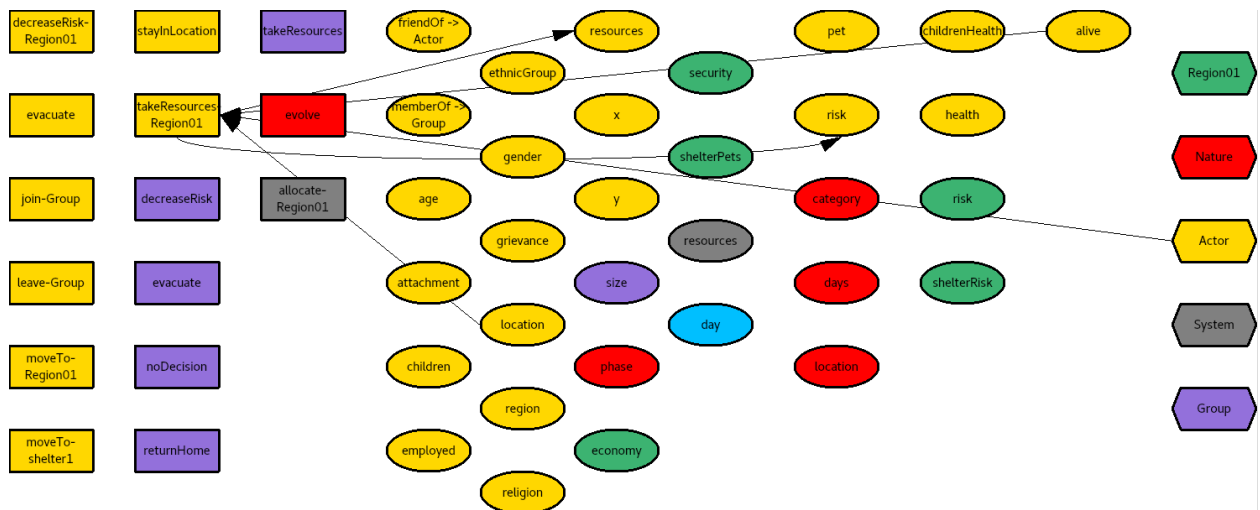 decreaseRisk-
Region01
stayInLocation
takeResources
friendOf ->
Actor
resources
pet
childrenHealth
alive
ethnicGroup
security
Region01
evacuate
takeResources-
Region01
evolve
memberOf ->
Group
x
risk
health
gender
shelterPets
Nature
join-Group
decreaseRisk
allocate-
Region01
age
y
category
risk
grievance
resources
Actor
leave-Group
evacuate
attachment
size
days
shelterRisk
location
day
System
moveTo-
Region01
noDecision
children
phase
location
region
Group
moveTo-
shelter1
returnHome
employed
economy
religion